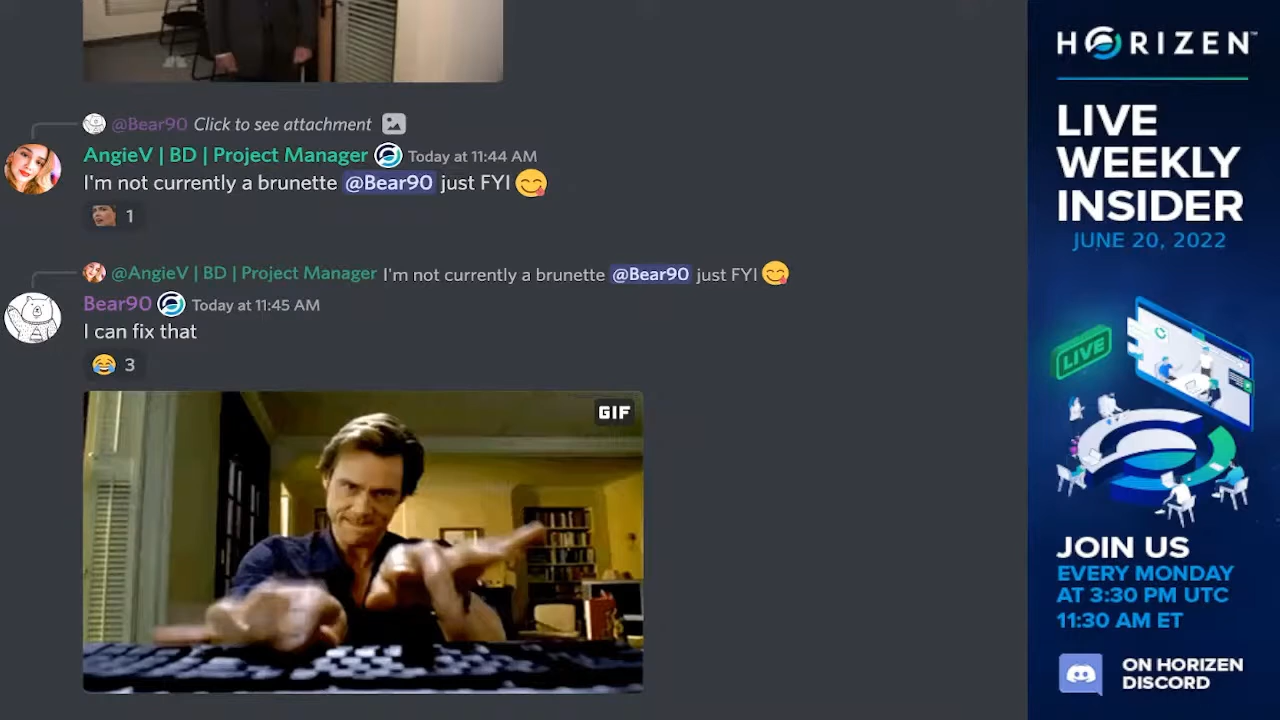 @Bear90 Click to see attachment
AngieV | BD | Project Manager Today at 11:44 AM
I'm not currently a brunette @Bear90 just FYI 😋
1
@AngieV | BD | Project Manager I'm not currently a brunette @Bear90 just FYI 😋
Bear90 Today at 11:45 AM
I can fix that
😂 3
GIF
HORIZEN™
LIVE
WEEKLY
INSIDER
JUNE 20, 2022
LIVE
JOIN US
EVERY MONDAY
AT 3:30 PM UTC
11:30 AM ET
ON HORIZEN
DISCORD